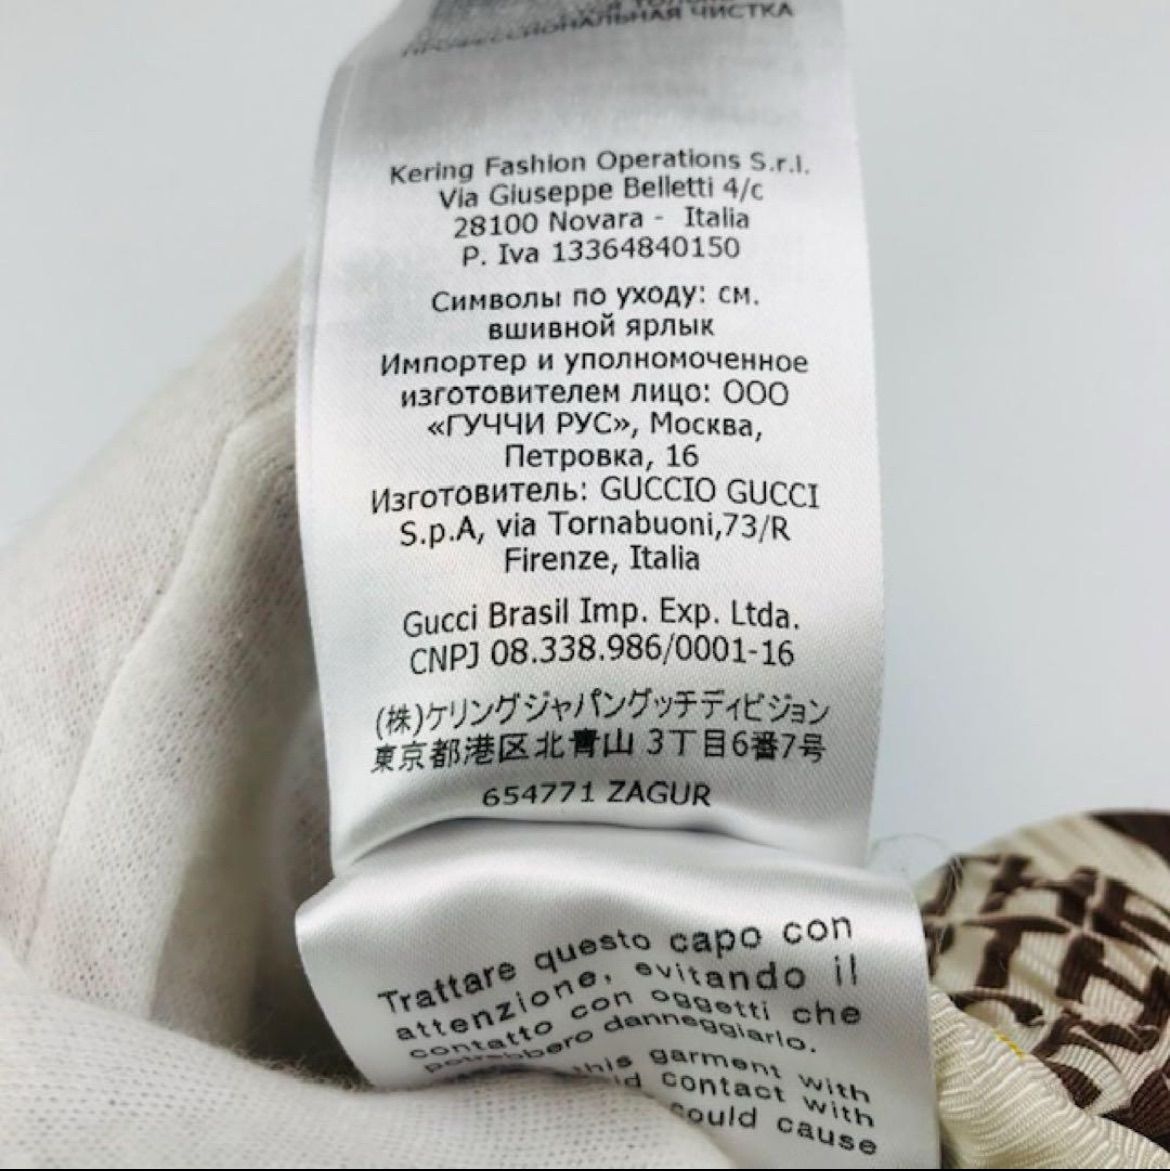 ПРОФЕССИОНАЛЬНАЯ ЧИСТКА
Kering Fashion Operations S.r.l.
Via Giuseppe Belletti 4/c
28100 Novara - Italia
P. Iva 13364840150
Символы по уходу: см.
вшивной ярлык
Импортер и уполномоченное
изготовителем лицо: ООО
«ГУЧЧИ РУС», Москва,
Петровка, 16
Изготовитель: GUCCIO GUCCI
S.p.A, via Tornabuoni,73/R
Firenze, Italia
Gucci Brasil Imp. Exp. Ltda.
CNPJ 08.338.986/0001-16
(株)ケリングジャパングッチディビジョン
東京都港区北青山 3丁目6番7号
654771 ZAGUR
Trattare questo capo con
attenzione, evitando il
contatto con oggetti che
potrebbero danneggiarlo.
this garment with
contact with
could cause